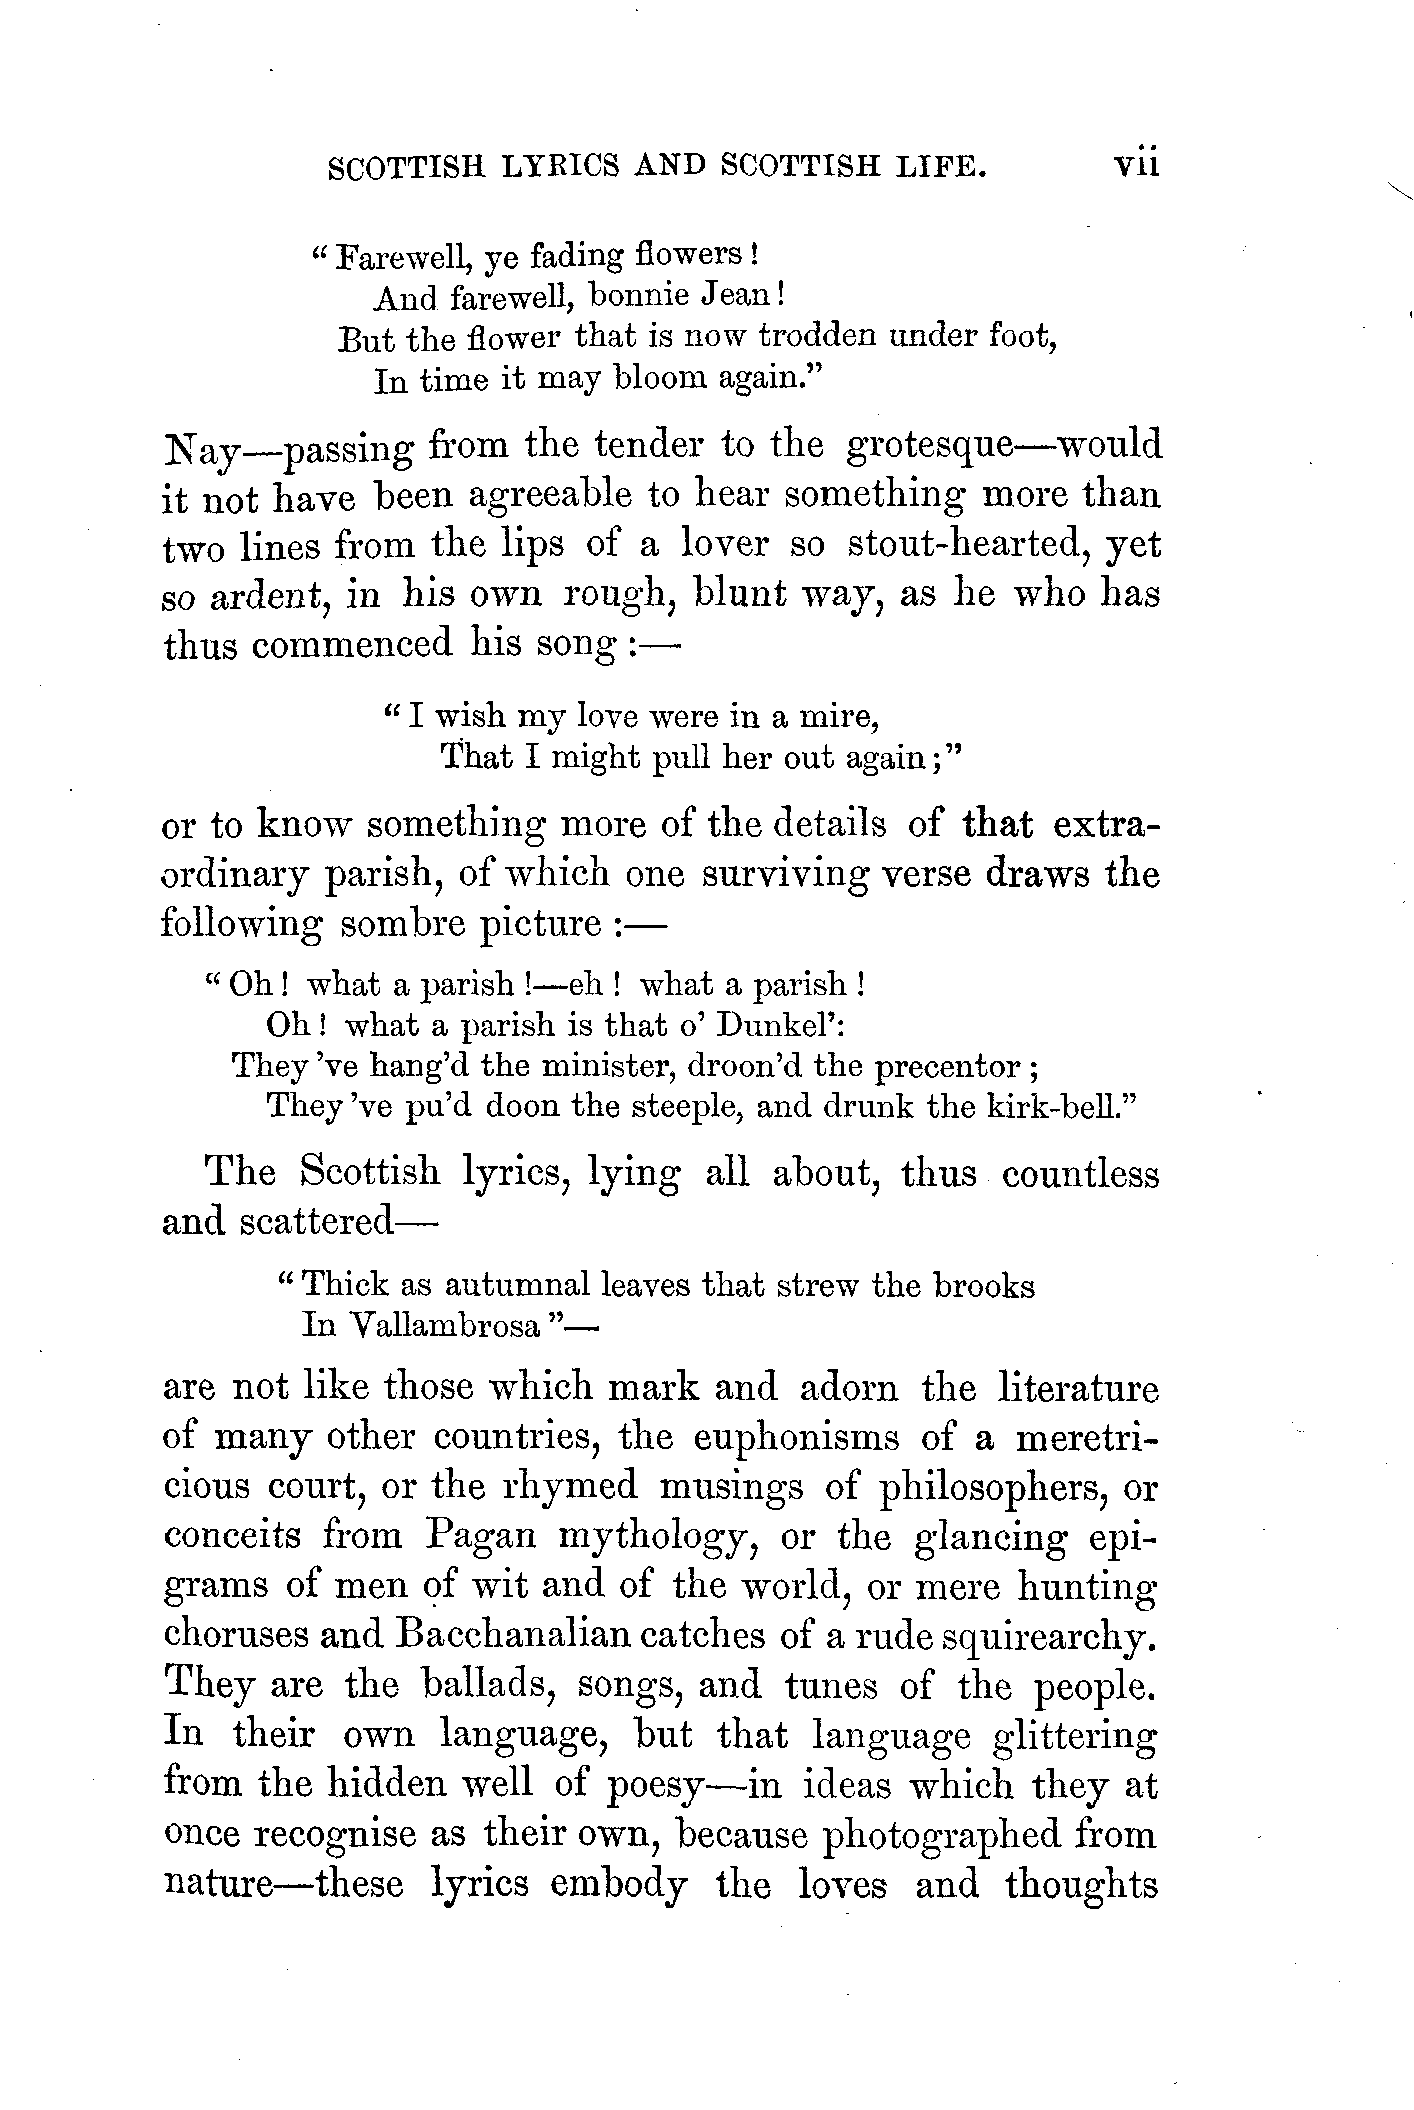 SCOTTISH LYRICS AND SCOTTISH LIFE. vii
“Farewell, ye fading flowers!
And farewell, bonnie Jean!
But the flower that is now trodden under foot,
In time it may bloom again.”
Nay—passing from the tender to the grotesque—would
it not have been agreeable to hear something more than
two lines from the lips of a lover so stout-hearted, yet
so ardent, in his own rough, blunt way, as he who has
thus commenced his song:—
“I wish my love were in a mire,
That I might pull her out again;”
or to know something more of the details of that extra-
ordinary parish, of which one surviving verse draws the
following sombre picture:—
“Oh! what a parish!—eh! what a parish!
Oh! what a parish is that o’ Dunkel’:
They ’ve hang’d the minister, droon’d the precentor;
They ’ve pu’d doon the steeple, and drunk the kirk-bell.”
The Scottish lyrics, lying all about, thus countless
and scattered—
“Thick as autumnal leaves that strew the brooks
In Vallambrosa”—
are not like those which mark and adorn the literature
of many other countries, the euphonisms of a meretri-
cious court, or the rhymed musings of philosophers, or
conceits from Pagan mythology, or the glancing epi-
grams of men of wit and of the world, or mere hunting
choruses and Bacchanalian catches of a rude squirearchy.
They are the ballads, songs, and tunes of the people.
In their own language, but that language glittering
from the hidden well of poesy—in ideas which they at
once recognise as their own, because photographed from
nature—these lyrics embody the loves and thoughts